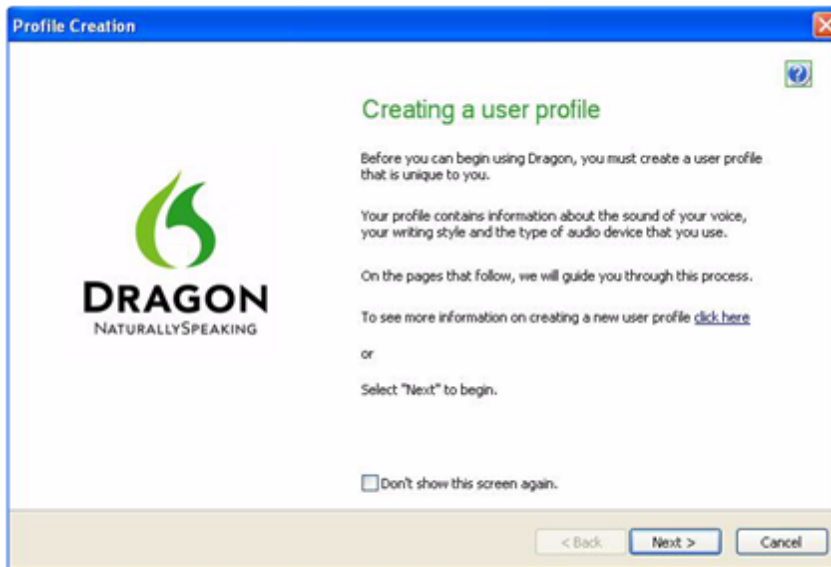 Profile Creation
Creating a user profile
Before you can begin using Dragon, you must create a user profile
that is unique to you.
Your profile contains information about the sound of your voice,
your writing style and the type of audio device that you use.
On the pages that follow, we will guide you through this process.
DRAGON
NATURALLYSPEAKING
To see more information on creating a new user profile click here
or
Select "Next" to begin.
Don't show this screen again.
< Back
Next >
Cancel